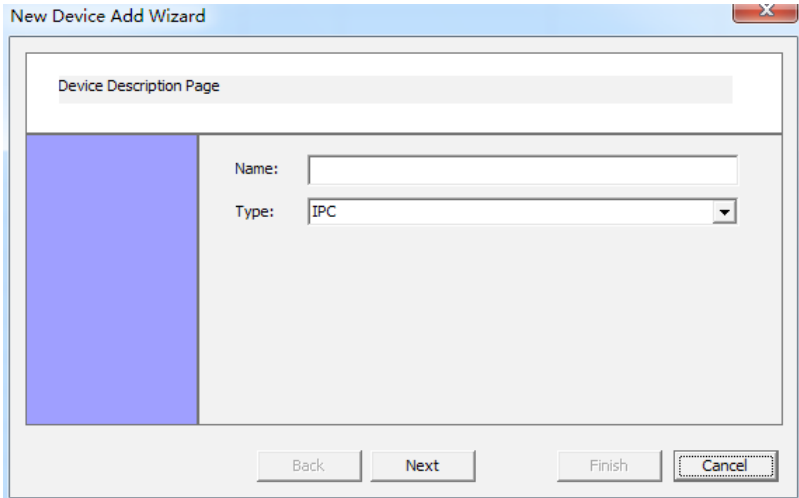 New Device Add Wizard
Device Description Page
Name:
Type: IPC
Back Next Finish Cancel